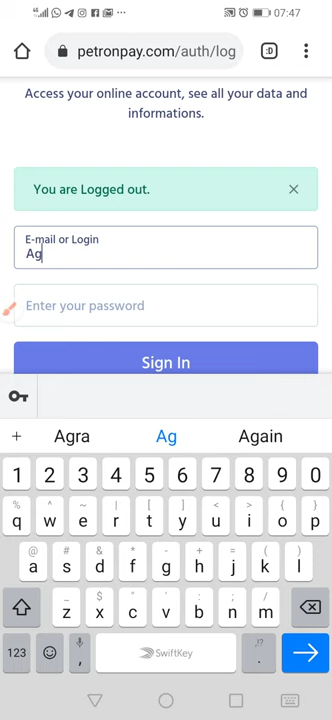 07:47
petronpay.com/auth/log
:D
Access your online account, see all your data and
informations.
You are Logged out.
E-mail or Login
Ag
Enter your password
Sign In
Agra Ag Again
1 2 3 4 5 6 7 8 9 0
% ^ ~ | [ ] < > { }
q w e r t y u i o p
@ # & * - + = ( )
a s d f g h j k l
_ $ " ' : ; /
z x c v b n m
123 , SwiftKey ,!? .